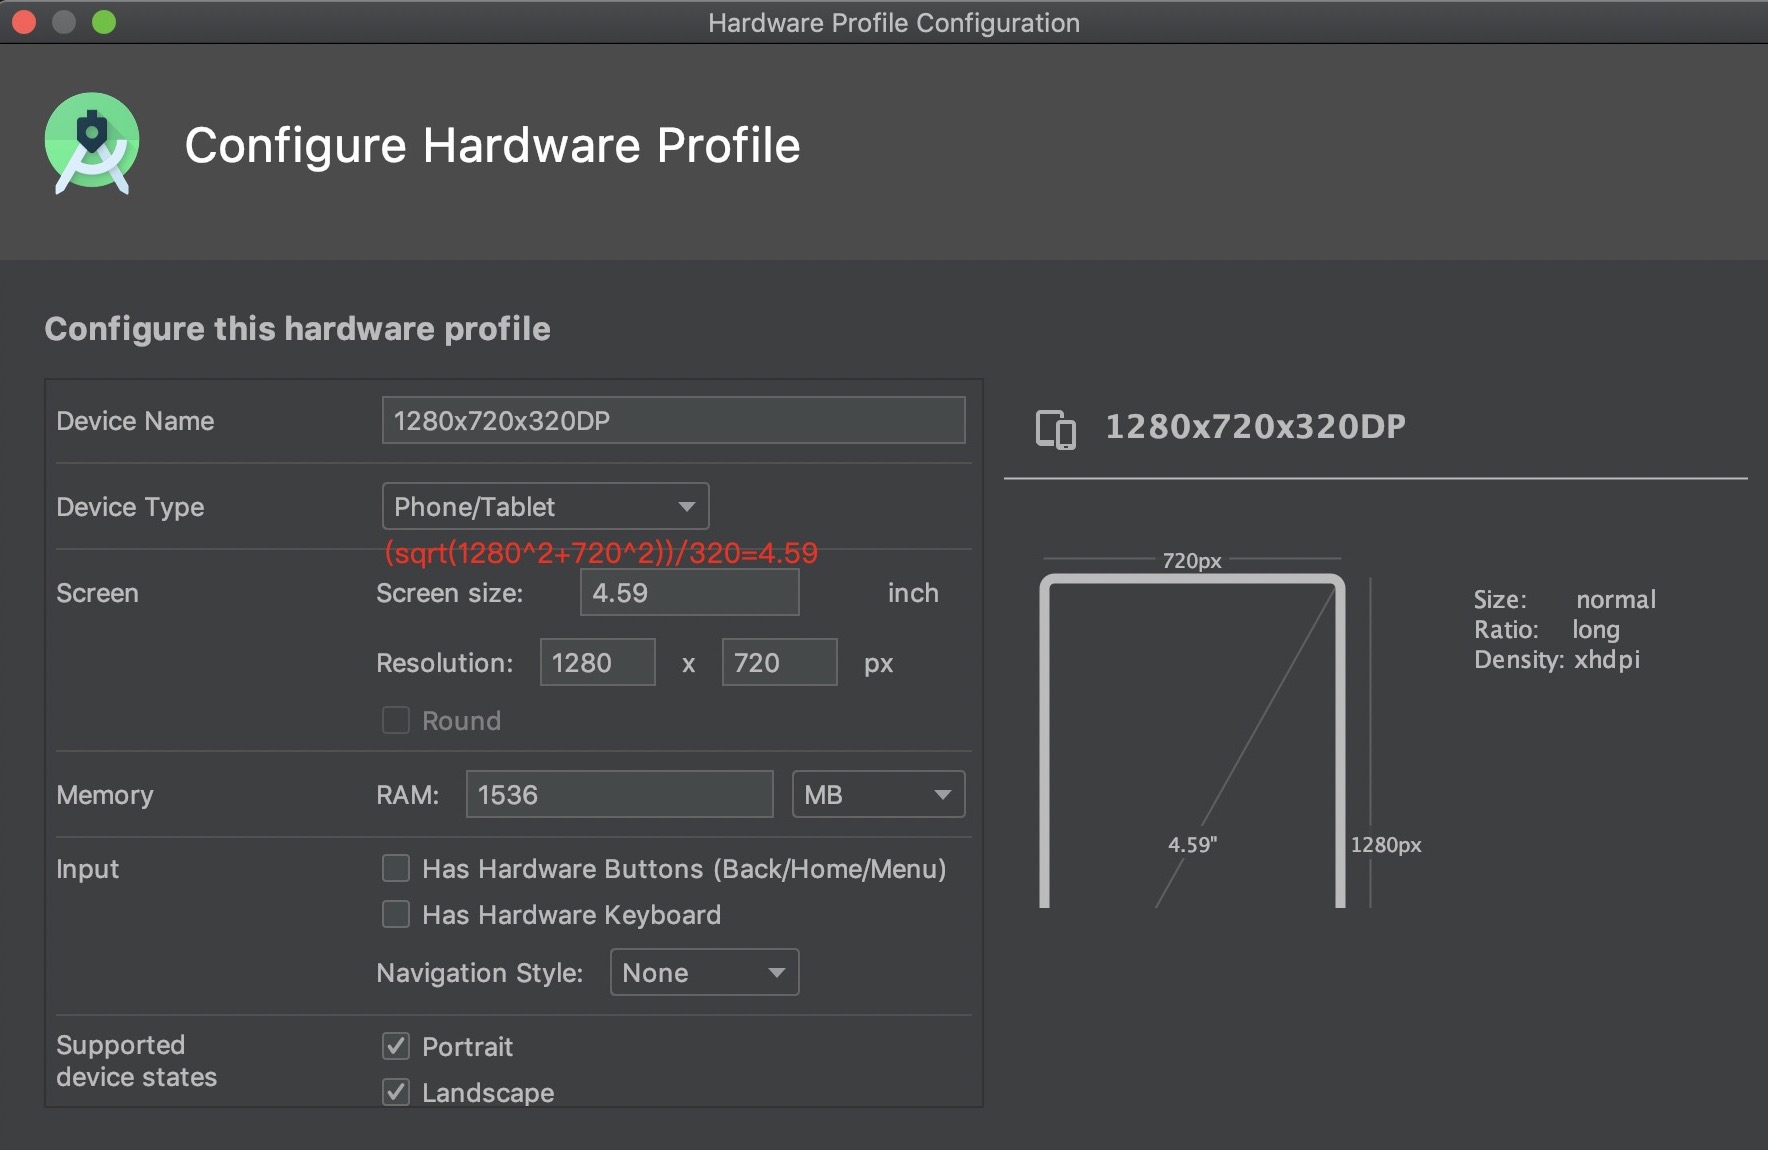 Hardware Profile Configuration
Configure Hardware Profile
Configure this hardware profile
Device Name 1280x720x320DP
Device Type Phone/Tablet
(sqrt(1280^2+720^2))/320=4.59
Screen Screen size: 4.59 inch
Resolution: 1280 x 720 px
Round
Memory RAM: 1536 MB
Input Has Hardware Buttons (Back/Home/Menu)
Has Hardware Keyboard
Navigation Style: None
Supported
device states
Portrait
Landscape
1280x720x320DP
720px
Size: normal
Ratio: long
Density: xhdpi
4.59" 1280px